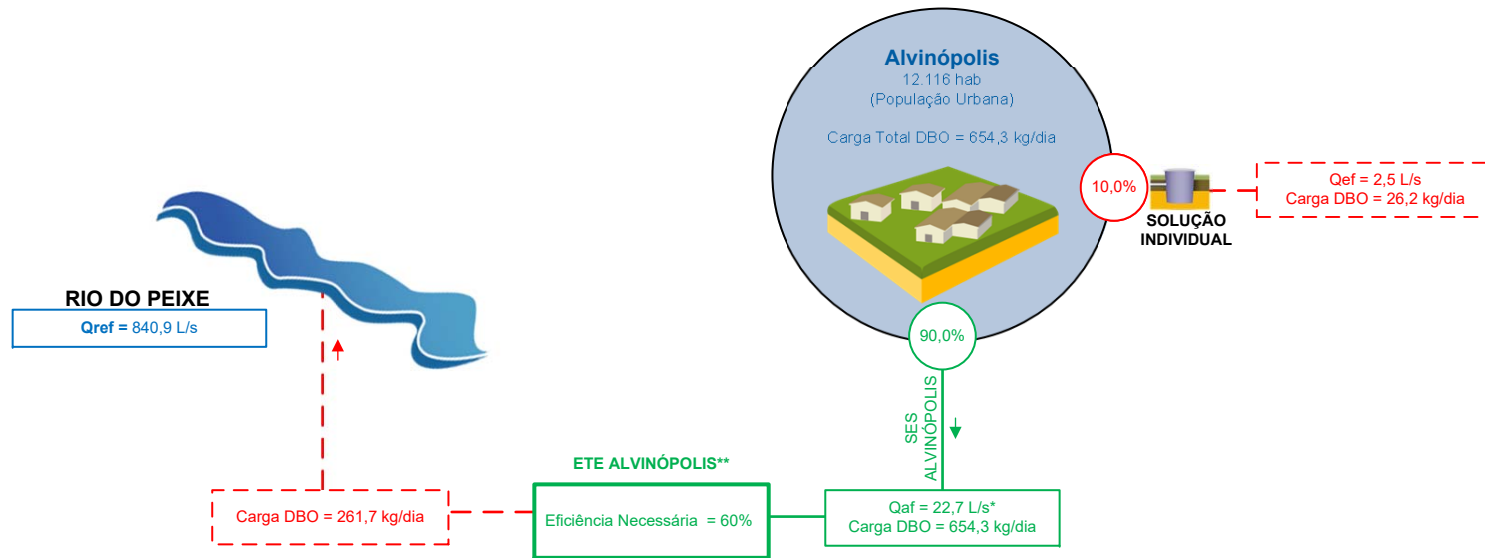 Alvinópolis
12.116 hab
(População Urbana)
Carga Total DBO = 654,3 kg/dia
10,0%
SOLUÇÃO
INDIVIDUAL
Qef = 2,5 L/s
Carga DBO = 26,2 kg/dia
RIO DO PEIXE
Qref = 840,9 L/s
90,0%
SES
ALVINÓPOLIS
ETE ALVINÓPOLIS**
Carga DBO = 261,7 kg/dia
Eficiência Necessária = 60%
Qaf = 22,7 L/s*
Carga DBO = 654,3 kg/dia